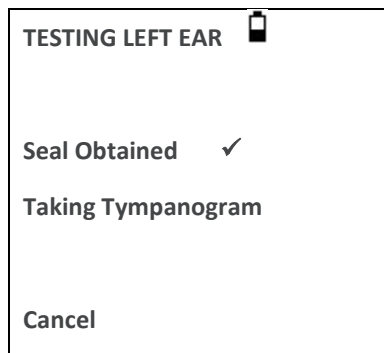 TESTING LEFT EAR
Seal Obtained ✓
Taking Tympanogram
Cancel